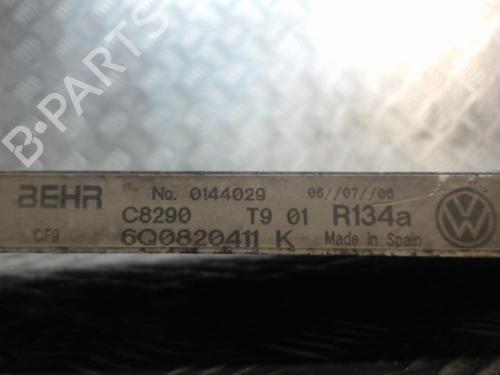 B-PARTS
BEHR No. 0144029 06//07//06
C8290 T9 01 R134a
CF9 6Q0820411 K Made in Spain